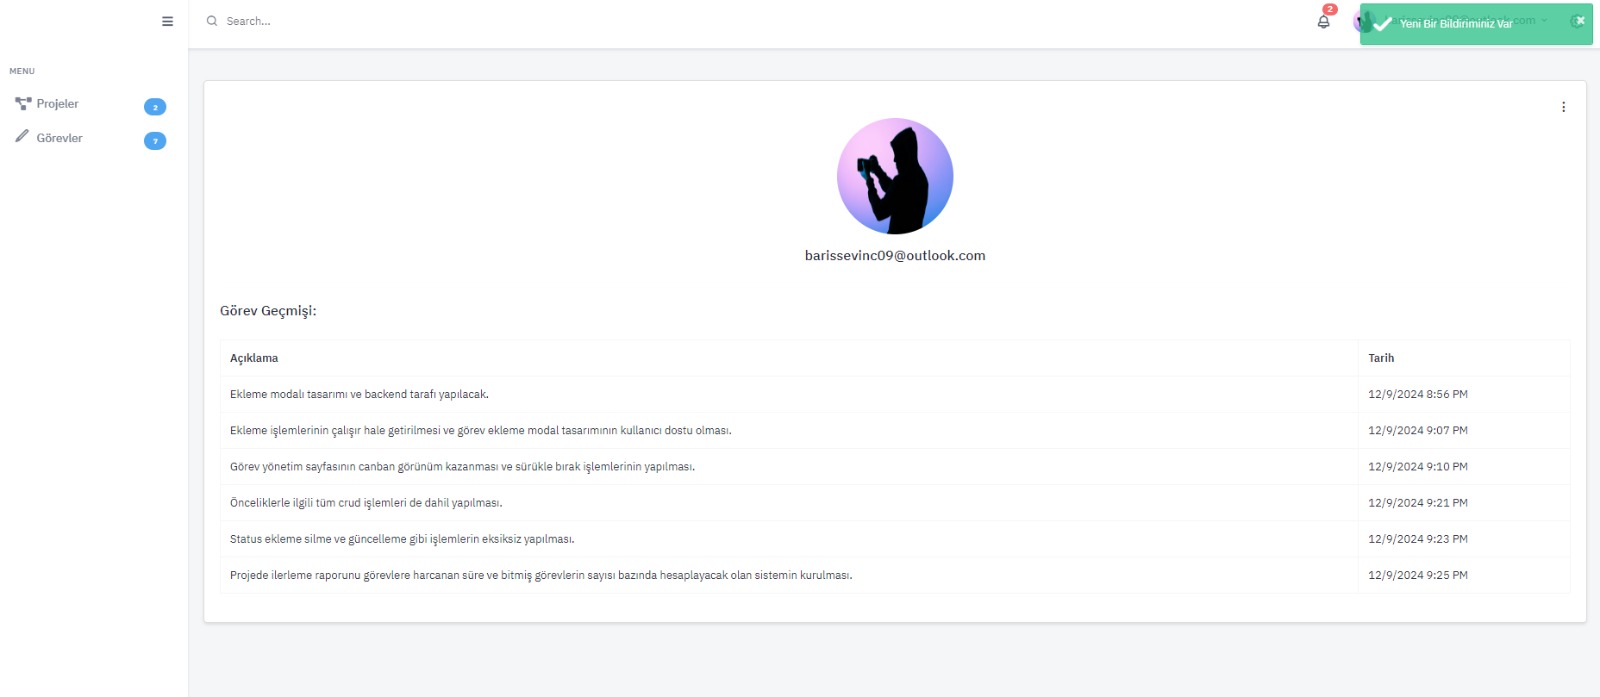 Search...
2
Yeni Bir Bildiriminiz Var
×
MENU
Projeler 2
Görevler 7
barissevinc09@outlook.com
Görev Geçmişi:
Açıklama Tarih
Ekleme modalı tasarımı ve backend tarafı yapılacak. 12/9/2024 8:56 PM
Ekleme işlemlerinin çalışır hale getirilmesi ve görev ekleme modal tasarımının kullanıcı dostu olması. 12/9/2024 9:07 PM
Görev yönetim sayfasının canban görünüm kazanması ve sürükle bırak işlemlerinin yapılması. 12/9/2024 9:10 PM
Önceliklerle ilgili tüm crud işlemleri de dahil yapılması. 12/9/2024 9:21 PM
Status ekleme silme ve güncelleme gibi işlemlerin eksiksiz yapılması. 12/9/2024 9:23 PM
Projede ilerleme raporunu görevlere harcanan süre ve bitmiş görevlerin sayısı bazında hesaplayacak olan sistemin kurulması. 12/9/2024 9:25 PM